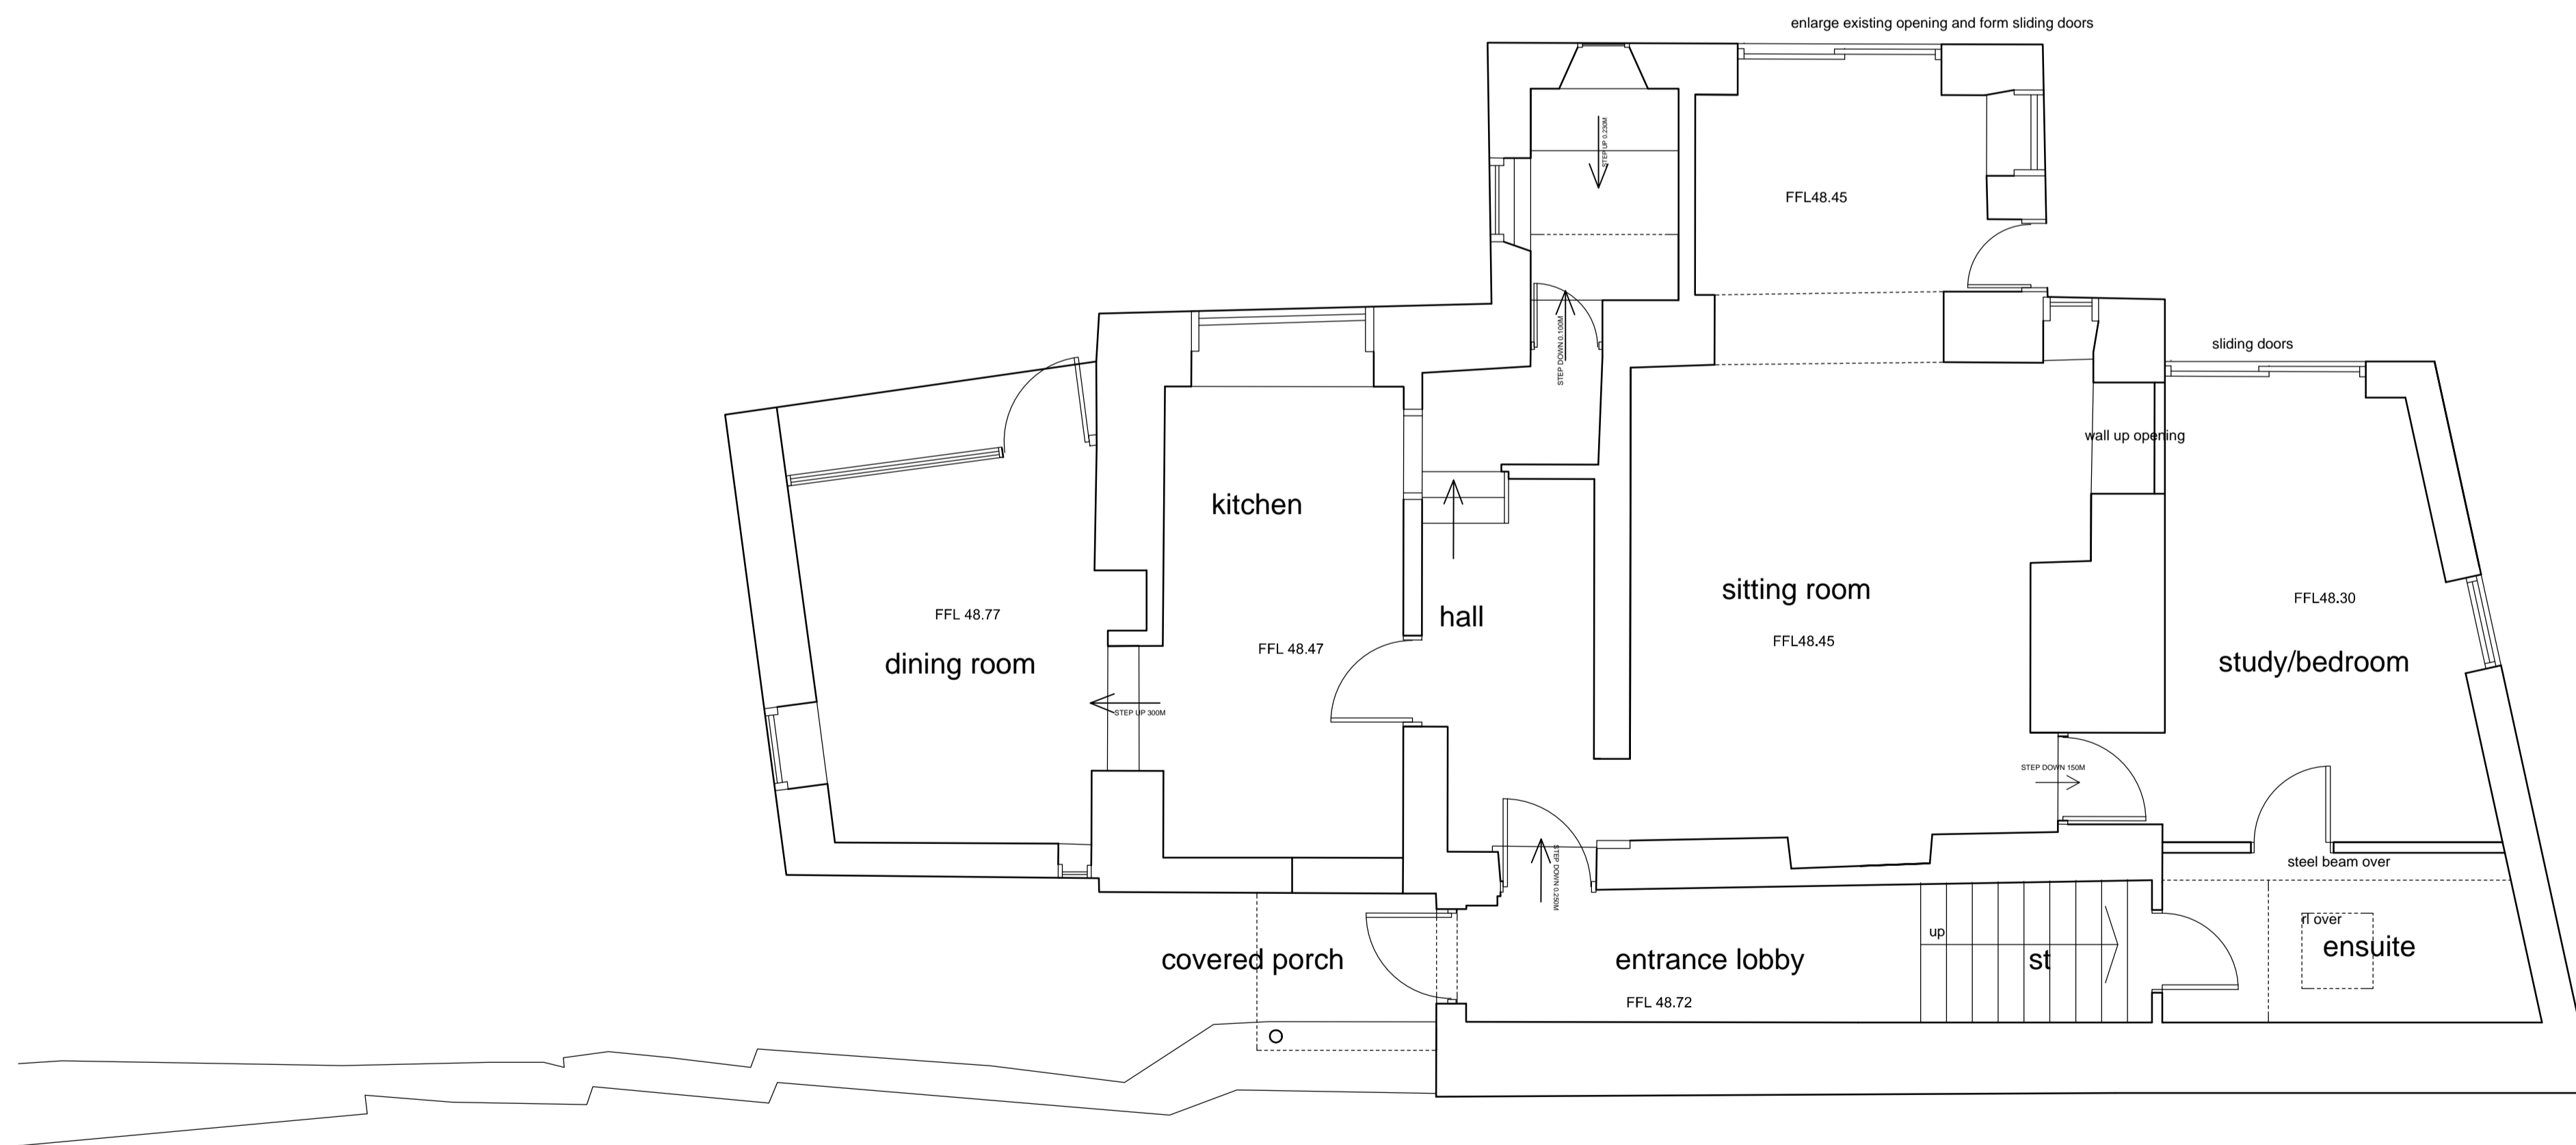 enlarge existing opening and form sliding doors
STEP UP 0.230M
FFL48.45
STEP DOWN 0.100M
sliding doors
wall up opening
kitchen
sitting room
hall
FFL48.30
FFL 48.77
FFL48.45
FFL 48.47
dining room
study/bedroom
STEP UP 300M
STEP DOWN 150M
STEP DOWN 0.250M
steel beam over
rl over
up
ensuite
covered porch
entrance lobby
st
FFL 48.72